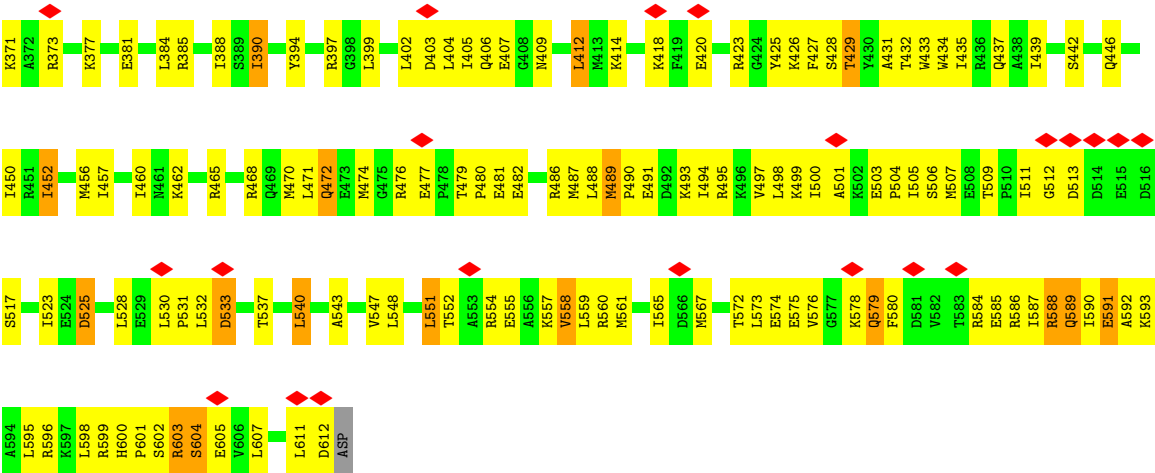 K371 A372 R373 K377 E381 L384 R385 I388 S389 I390 Y394 R397 G398 L399 L402 D403 L404 I405 Q406 E407 G408 N409 L412 M413 K414 K418 F419 E420 R423 G424 Y425 K426 F427 S428 T429 Y430 A431 T432 W433 W434 I435 R436 Q437 A438 I439 S442 Q446
I450 R451 I452 M456 I457 I460 N461 K462 R465 R468 Q469 M470 L471 Q472 E473 M474 G475 R476 E477 P478 T479 P480 E481 E482 R486 M487 L488 M489 P490 E491 D492 K493 I494 R495 K496 V497 L498 K499 I500 A501 K502 E503 P504 I505 S506 M507 E508 T509 P510 I511 G512 D513 D514 E515 D516
S517 I523 E524 D525 L528 E529 L530 P531 L532 D533 T537 L540 A543 V547 L548 L551 T552 A553 R554 E555 A556 K557 V558 L559 R560 M561 I565 D566 M567 T572 L573 E574 E575 V576 G577 K578 Q579 F580 D581 V582 T583 R584 E585 R586 I587 R588 Q589 I590 E591 A592 K593
A594 L595 R596 K597 L598 R599 H600 P601 S602 R603 S604 E605 V606 L607 L611 D612 ASP